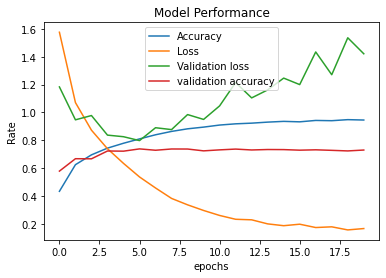 Model Performance
Accuracy
Loss
Validation loss
validation accuracy
Rate
1.6
1.4
1.2
1.0
0.8
0.6
0.4
0.2
0.0
2.5
5.0
7.5
10.0
12.5
15.0
17.5
epochs